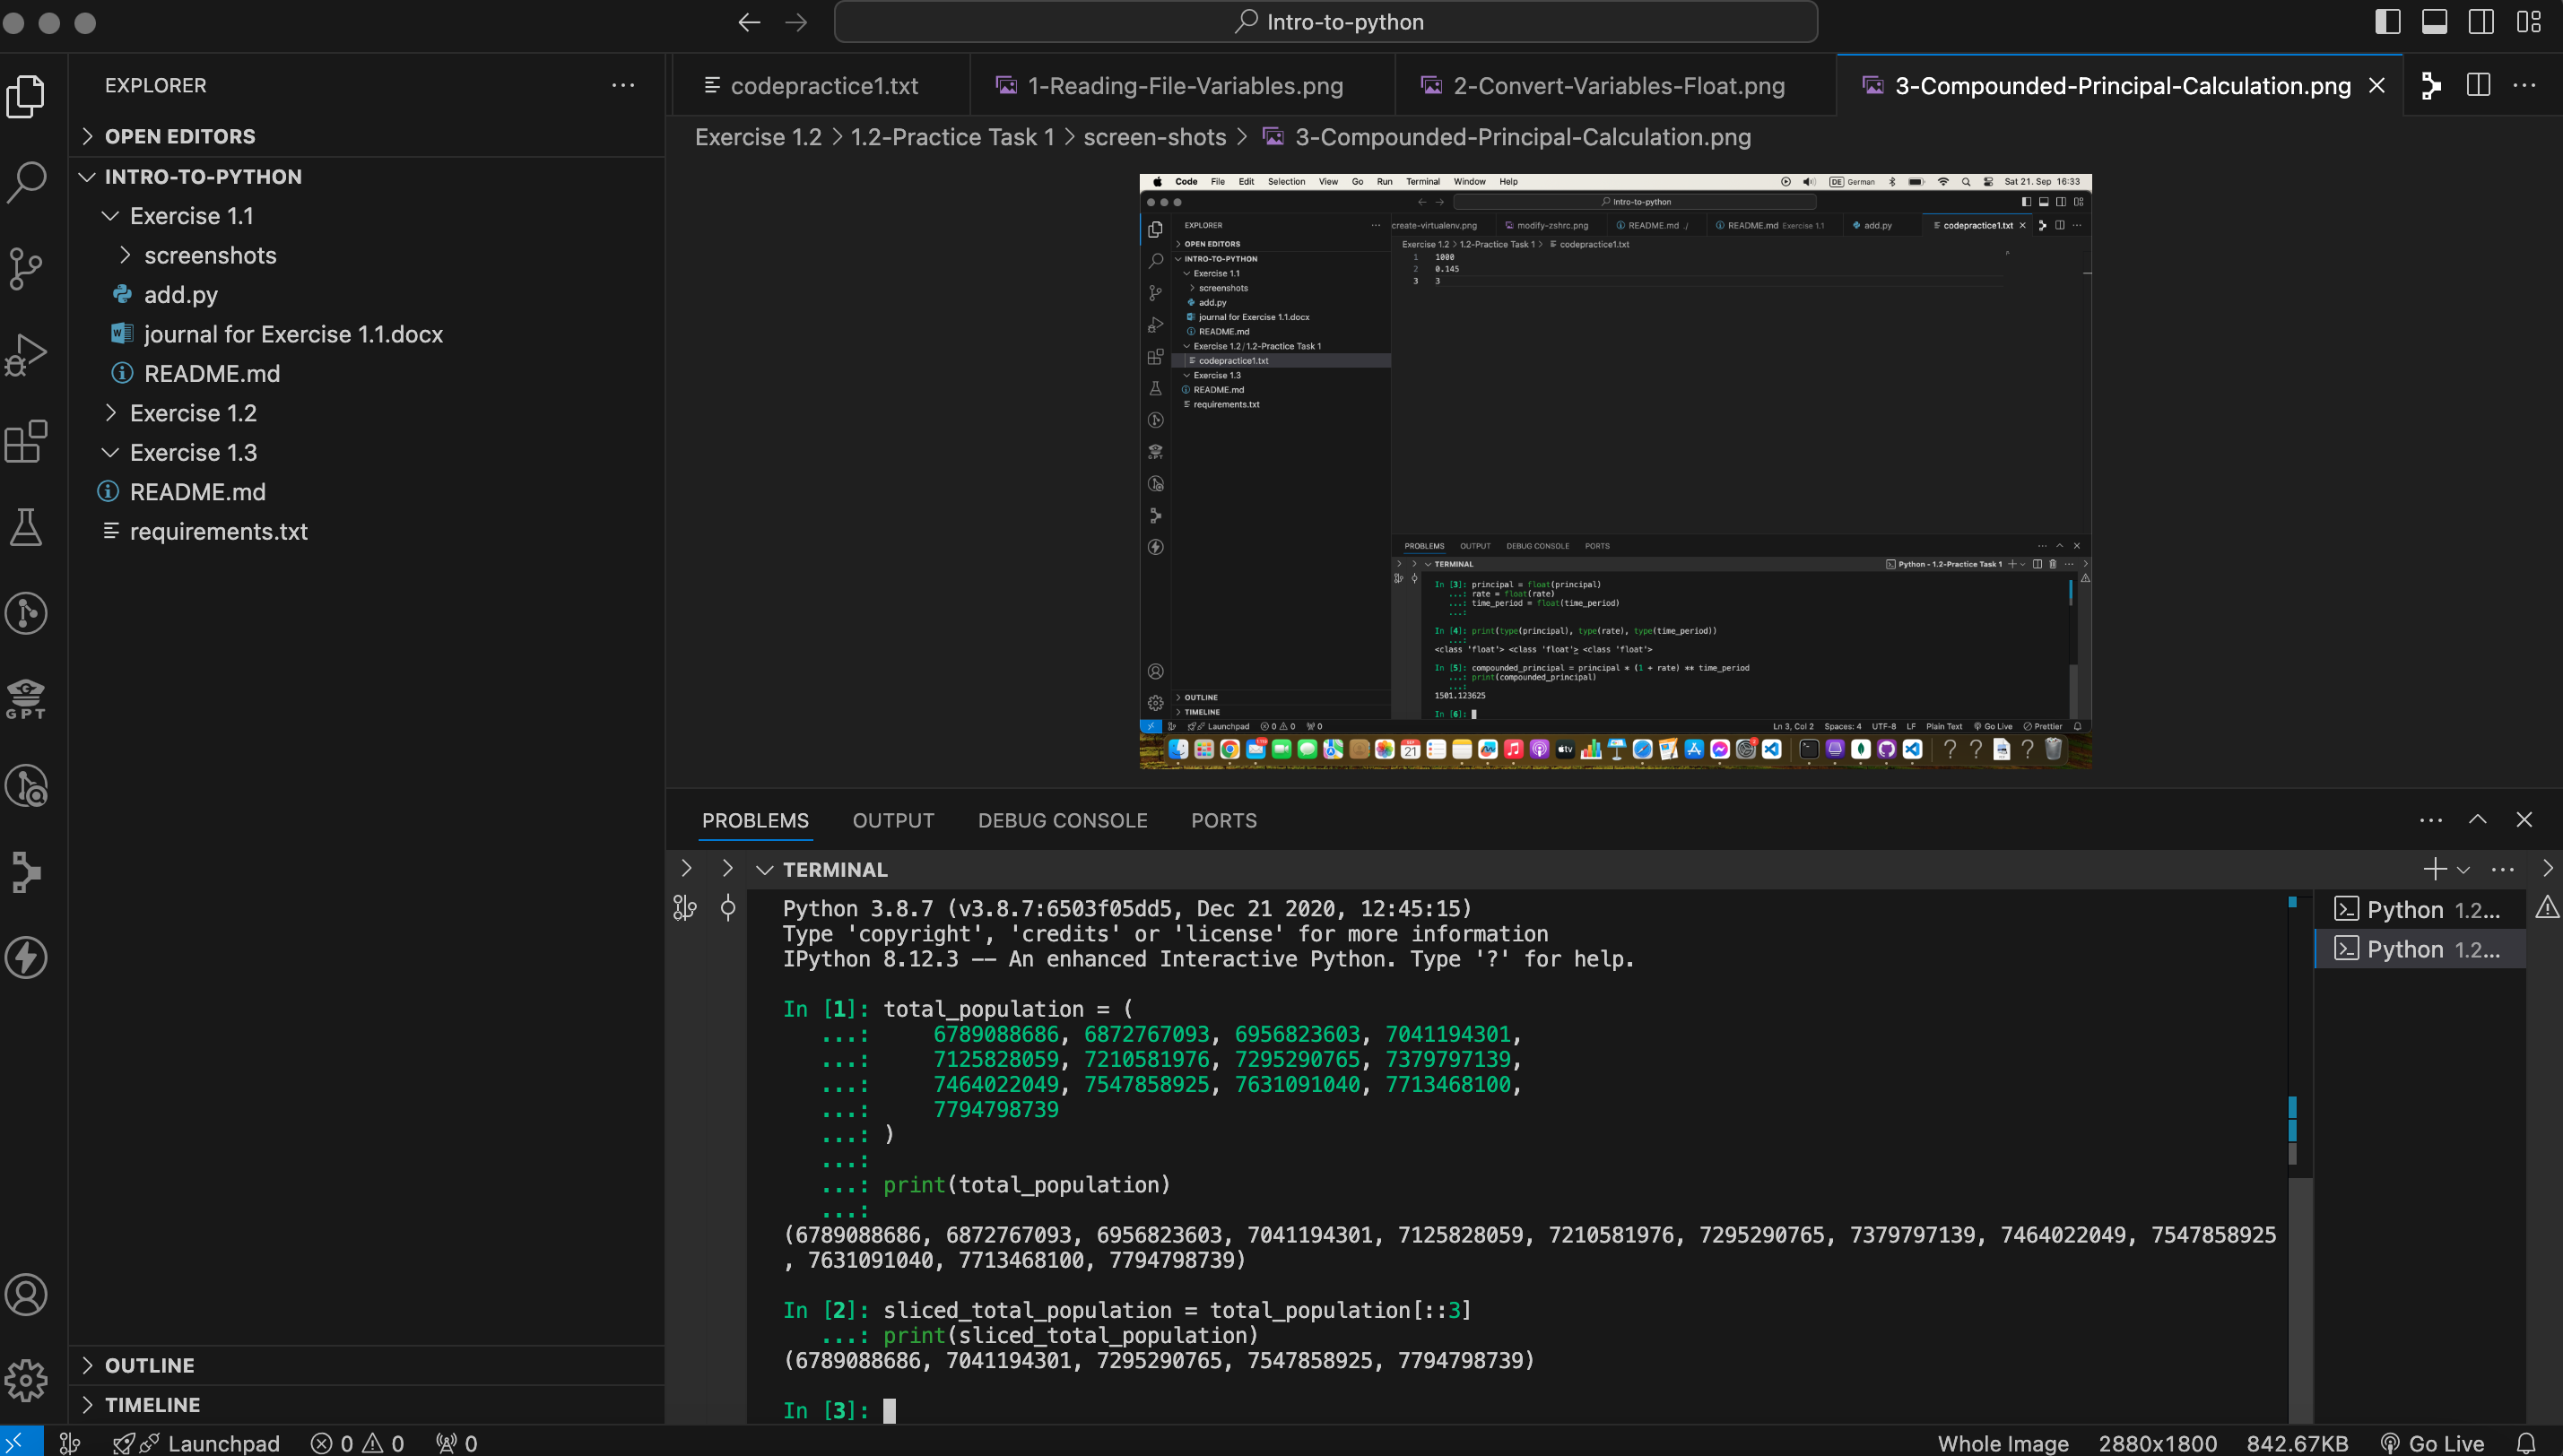 Intro-to-python
EXPLORER
OPEN EDITORS
INTRO-TO-PYTHON
Exercise 1.1
screenshots
add.py
journal for Exercise 1.1.docx
README.md
Exercise 1.2
Exercise 1.3
README.md
requirements.txt
GPT
OUTLINE
TIMELINE
codepractice1.txt
1-Reading-File-Variables.png
2-Convert-Variables-Float.png
3-Compounded-Principal-Calculation.png
Exercise 1.2 > 1.2-Practice Task 1 > screen-shots > 3-Compounded-Principal-Calculation.png
Code File Edit Selection View Go Run Terminal Window Help
DE German
Sat 21. Sep 16:33
Intro-to-python
EXPLORER
create-virtualenv.png
modify-zshrc.png
README.md ./
README.md Exercise 1.1
add.py
codepractice1.txt
OPEN EDITORS
Exercise 1.2 > 1.2-Practice Task 1 > codepractice1.txt
INTRO-TO-PYTHON
Exercise 1.1
screenshots
add.py
journal for Exercise 1.1.docx
README.md
Exercise 1.2 / 1.2-Practice Task 1
codepractice1.txt
Exercise 1.3
README.md
requirements.txt
1 1000
2 0.145
3 3
PROBLEMS OUTPUT DEBUG CONSOLE PORTS
TERMINAL
Python - 1.2-Practice Task 1
In [3]: principal = float(principal)
...: rate = float(rate)
...: time_period = float(time_period)
...:
In [4]: print(type(principal), type(rate), type(time_period))
...:
<class 'float'> <class 'float'> <class 'float'>
In [5]: compounded_principal = principal * (1 + rate) ** time_period
...: print(compounded_principal)
...:
1501.123625
In [6]:
OUTLINE
TIMELINE
Launchpad 0 0 0
Ln 3, Col 2 Spaces: 4 UTF-8 LF Plain Text Go Live Prettier
PROBLEMS OUTPUT DEBUG CONSOLE PORTS
TERMINAL
Python 1.2...
Python 1.2...
Python 3.8.7 (v3.8.7:6503f05dd5, Dec 21 2020, 12:45:15)
Type 'copyright', 'credits' or 'license' for more information
IPython 8.12.3 -- An enhanced Interactive Python. Type '?' for help.
In [1]: total_population = (
...:     6789088686, 6872767093, 6956823603, 7041194301,
...:     7125828059, 7210581976, 7295290765, 7379797139,
...:     7464022049, 7547858925, 7631091040, 7713468100,
...:     7794798739
...: )
...:
...: print(total_population)
...:
(6789088686, 6872767093, 6956823603, 7041194301, 7125828059, 7210581976, 7295290765, 7379797139, 7464022049, 7547858925
, 7631091040, 7713468100, 7794798739)
In [2]: sliced_total_population = total_population[::3]
...: print(sliced_total_population)
(6789088686, 7041194301, 7295290765, 7547858925, 7794798739)
In [3]:
Launchpad 0 0 0
Whole Image 2880x1800 842.67KB Go Live